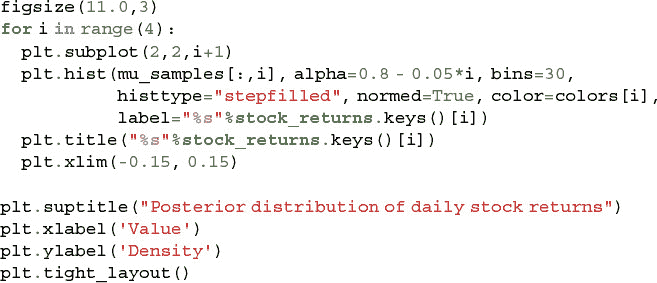 figsize(11.0,3)
for i in range(4):
  plt.subplot(2,2,i+1)
  plt.hist(mu_samples[:,i], alpha=0.8 - 0.05*i, bins=30,
           histtype="stepfilled", normed=True, color=colors[i],
           label="%s"%stock_returns.keys()[i])
  plt.title("%s"%stock_returns.keys()[i])
  plt.xlim(-0.15, 0.15)

plt.suptitle("Posterior distribution of daily stock returns")
plt.xlabel('Value')
plt.ylabel('Density')
plt.tight_layout()